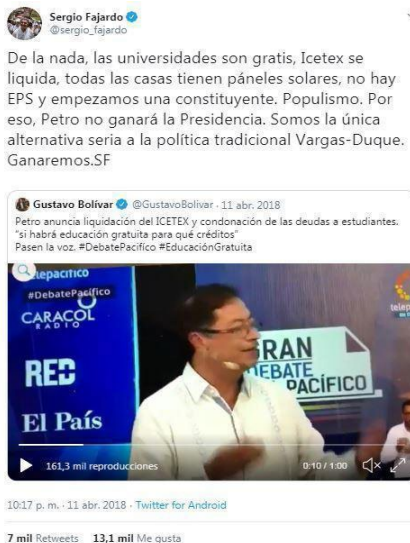 Sergio Fajardo
@sergio_fajardo
De la nada, las universidades son gratis, Icetex se
liquida, todas las casas tienen páneles solares, no hay
EPS y empezamos una constituyente. Populismo. Por
eso, Petro no ganará la Presidencia. Somos la única
alternativa seria a la política tradicional Vargas-Duque.
Ganaremos.SF
Gustavo Bolívar @GustavoBolivar · 11 abr. 2018
Petro anuncia liquidación del ICETEX y condonación de las deudas a estudiantes.
"si habrá educación gratuita para qué créditos"
Pasen la voz. #DebatePacifico #EducaciónGratuita
#DebatePacífico
CARACOL
RADIO
RED
El País
GRAN
DEBATE
PACÍFICO
161,3 mil reproducciones
0:10 / 1:00
10:17 p. m. · 11 abr. 2018 · Twitter for Android
7 mil Retweets 13,1 mil Me gusta